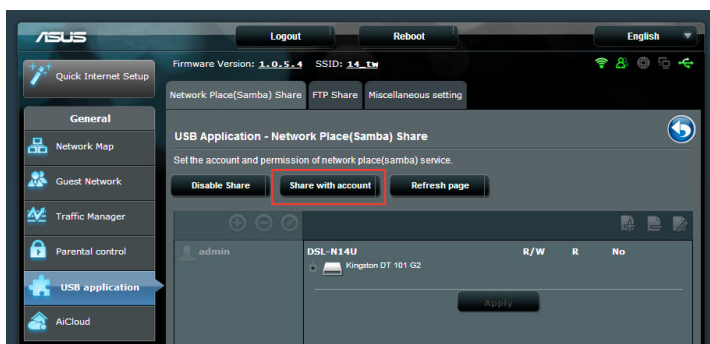 ASUS Logout Reboot English
Quick Internet Setup
Firmware Version: 1.0.5.4 SSID: 14_tw
Network Place(Samba) Share FTP Share Miscellaneous setting
General
Network Map
Guest Network
Traffic Manager
Parental control
USB application
AiCloud
USB Application - Network Place(Samba) Share
Set the account and permission of network place(samba) service.
Disable Share Share with account Refresh page
admin
DSL-N14U R/W R No
Kingston DT 101 G2
Apply